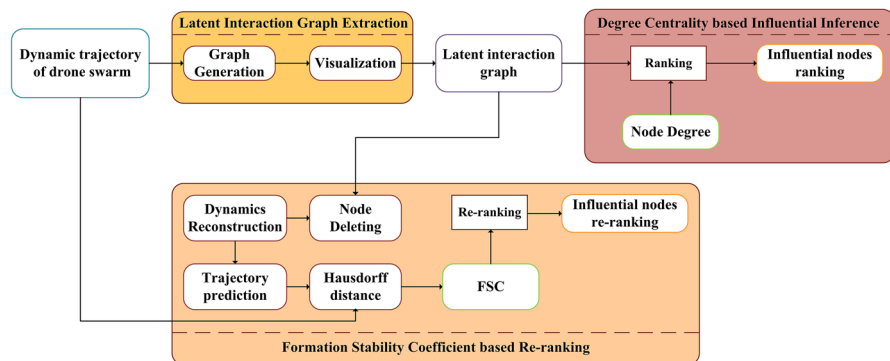 Latent Interaction Graph Extraction
Degree Centrality based Influential Inference
Dynamic trajectory
of drone swarm
Graph
Generation
Visualization
Latent interaction
graph
Ranking
Influential nodes
ranking
Node Degree
Dynamics
Reconstruction
Node
Deleting
Re-ranking
Influential nodes
re-ranking
Trajectory
prediction
Hausdorff
distance
FSC
Formation Stability Coefficient based Re-ranking